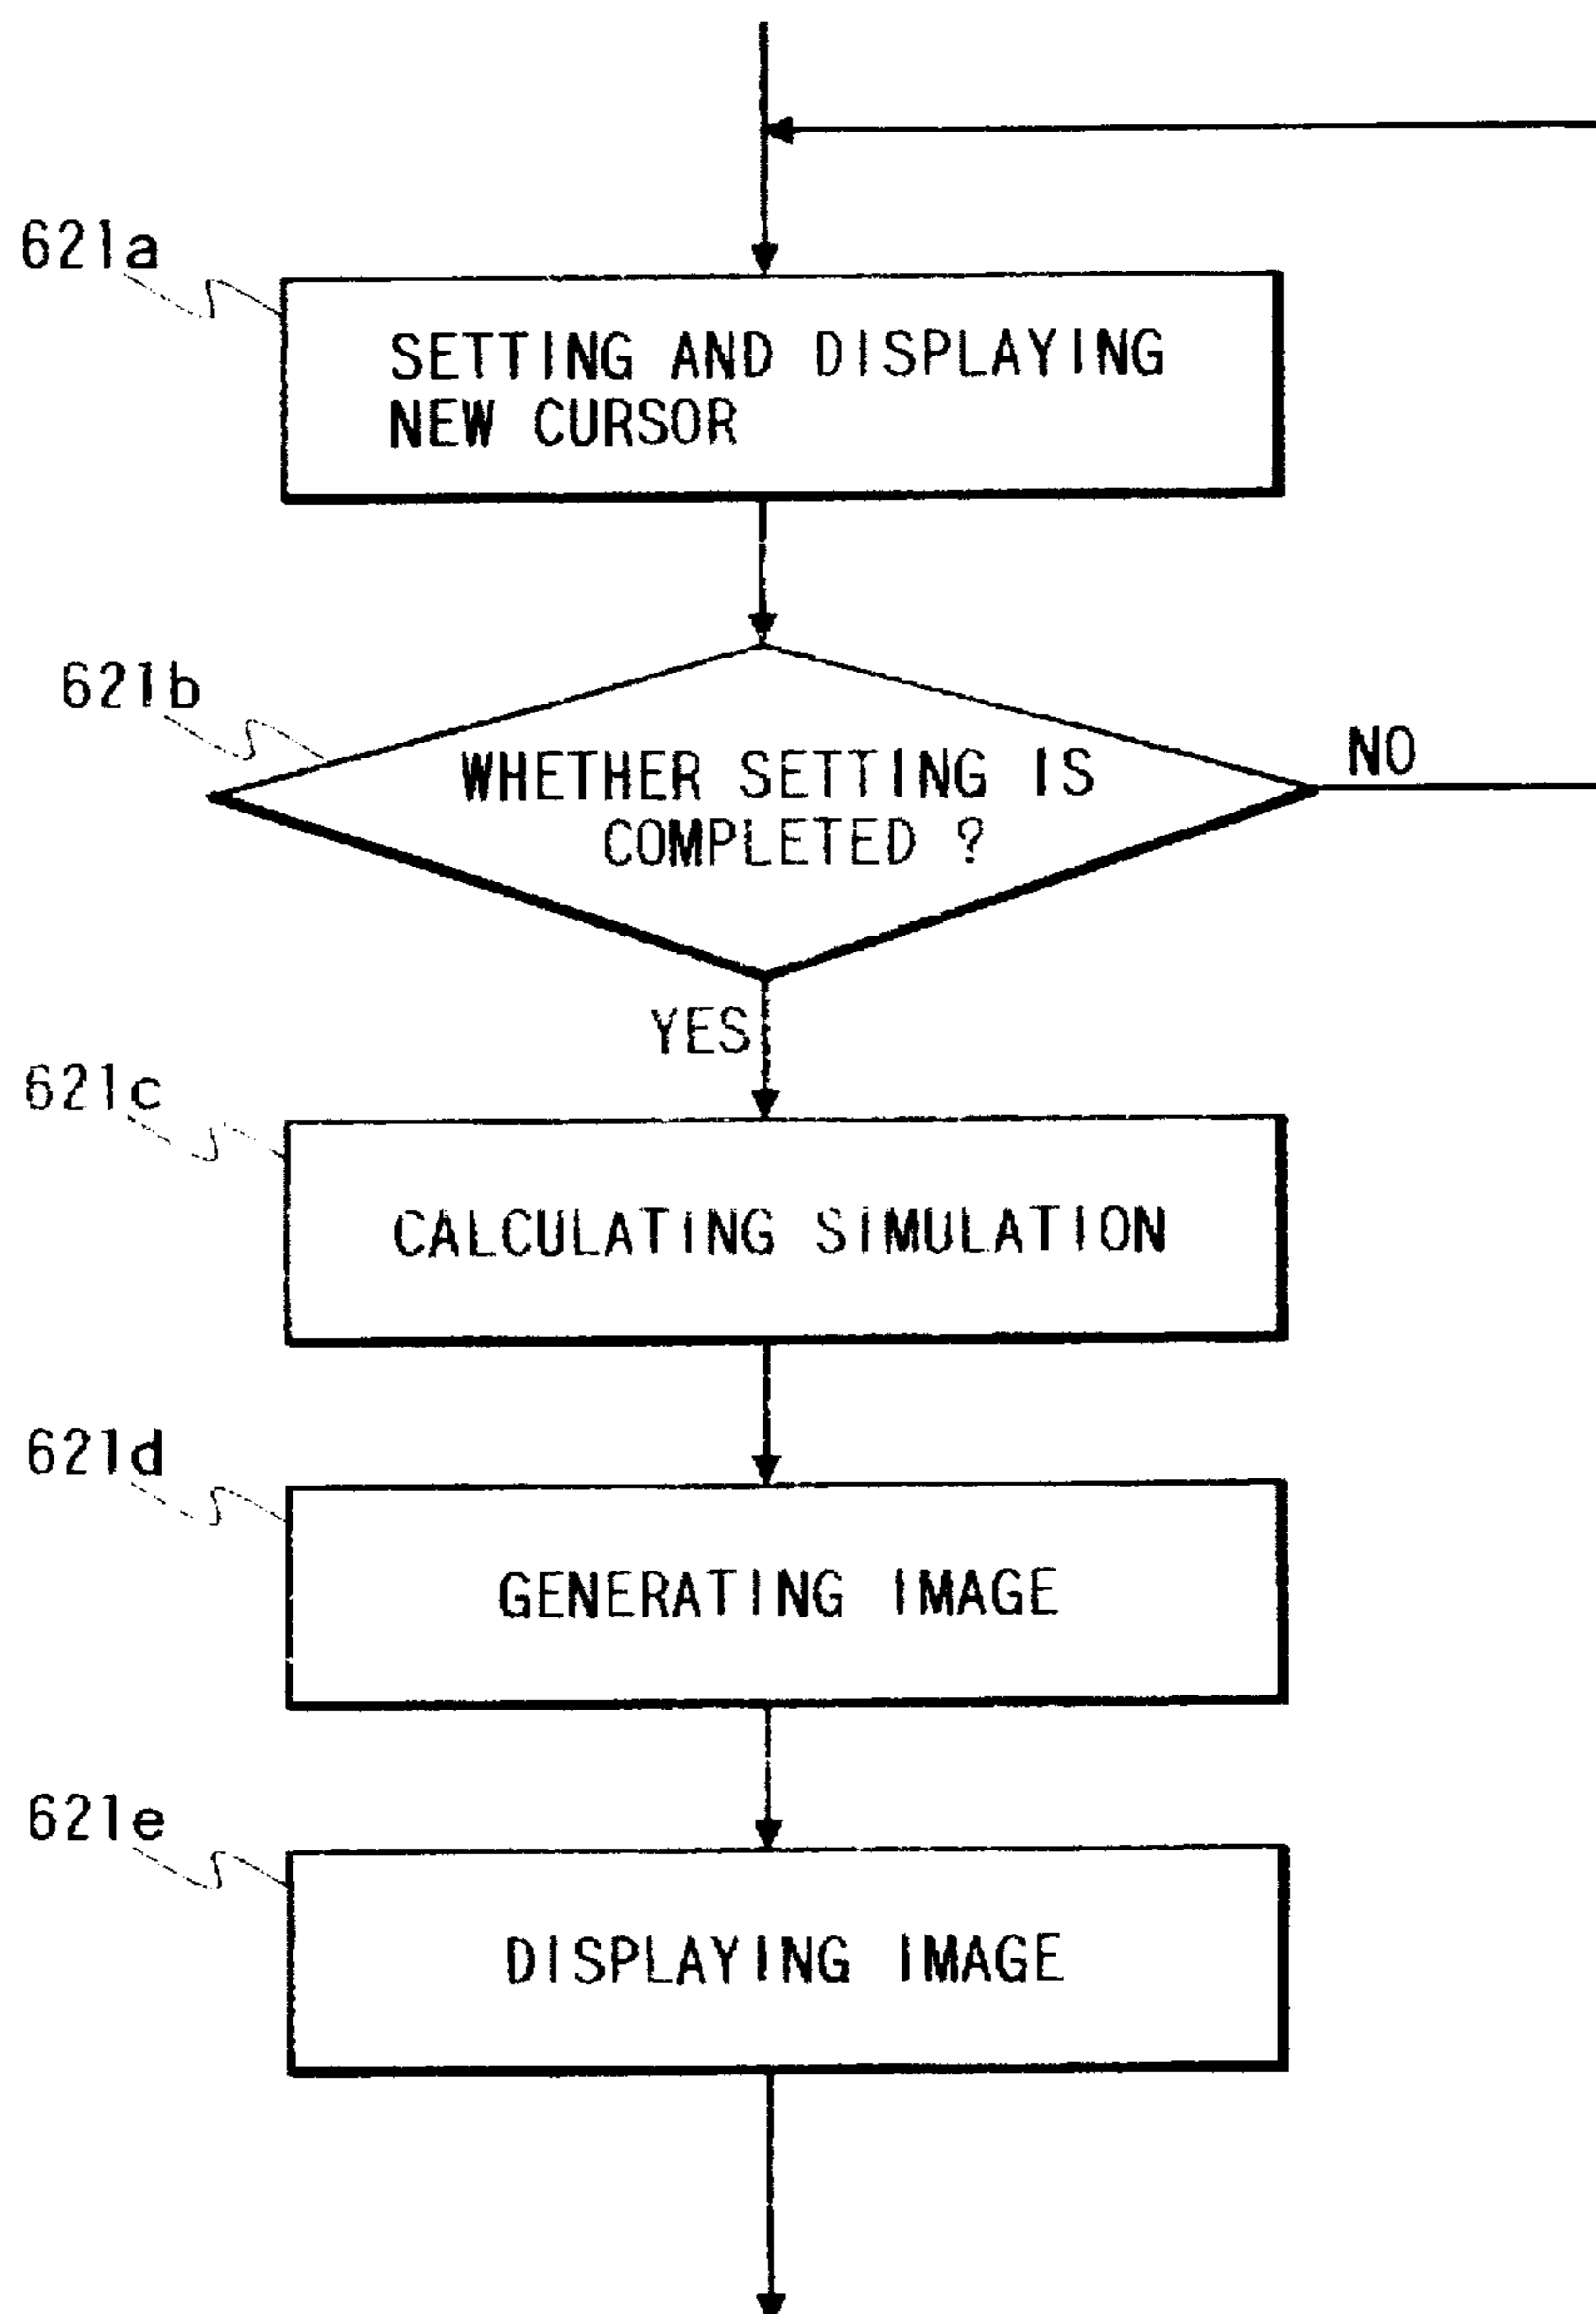 621a
SETTING AND DISPLAYING
NEW CURSOR
621b
WHETHER SETTING IS
COMPLETED ?
NO
YES
621c
CALCULATING SIMULATION
621d
GENERATING IMAGE
621e
DISPLAYING IMAGE